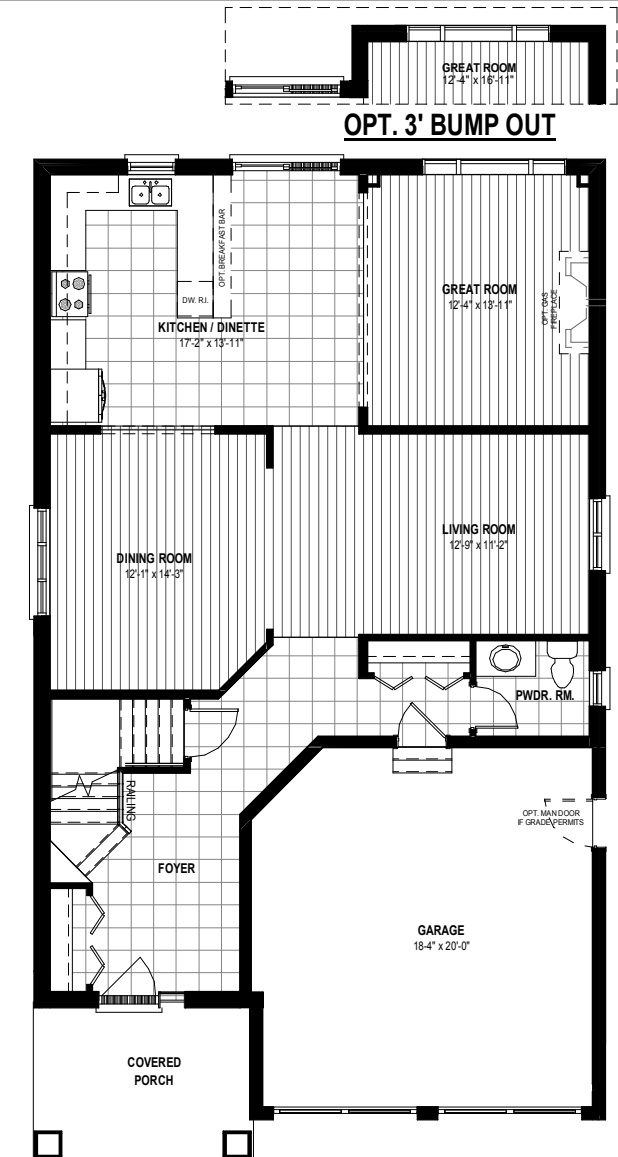 GREAT ROOM
12'-4" x 16'-11"
OPT. 3' BUMP OUT
OPT. BREAKFAST BAR
DW. R.I.
KITCHEN / DINETTE
17'-2" x 13'-11"
GREAT ROOM
12'-4" x 13'-11"
OPT. GAS
FIREPLACE
DINING ROOM
12'-1" x 14'-3"
LIVING ROOM
12'-9" x 11'-2"
PWDR. RM.
RAILING
FOYER
OPT. MAN DOOR
IF GRADE PERMITS
GARAGE
18'-4" x 20'-0"
COVERED
PORCH